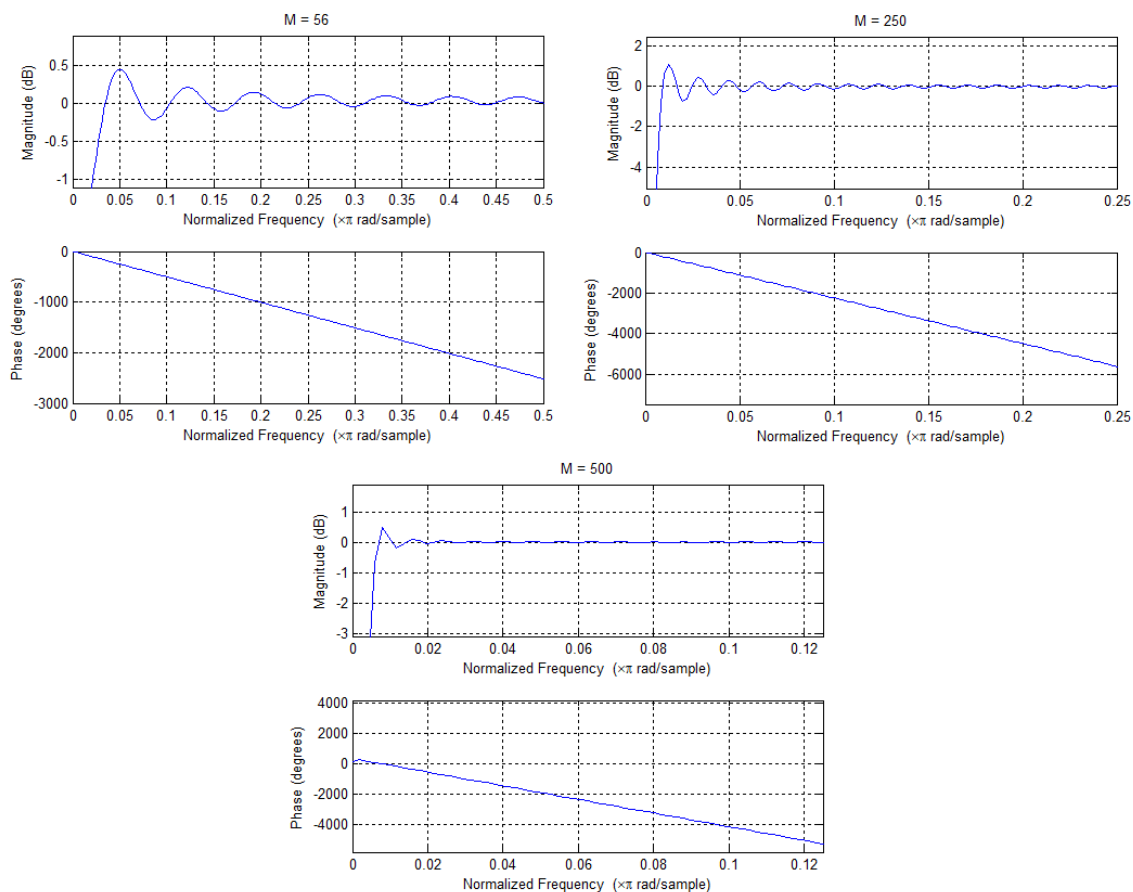 M = 56
Magnitude (dB)
0.5
0
-0.5
-1
0 0.05 0.1 0.15 0.2 0.25 0.3 0.35 0.4 0.45 0.5
Normalized Frequency (×π rad/sample)
Phase (degrees)
0
-1000
-2000
-3000
0 0.05 0.1 0.15 0.2 0.25 0.3 0.35 0.4 0.45 0.5
Normalized Frequency (×π rad/sample)
M = 250
Magnitude (dB)
2
0
-2
-4
0 0.05 0.1 0.15 0.2 0.25
Normalized Frequency (×π rad/sample)
Phase (degrees)
0
-2000
-4000
-6000
0 0.05 0.1 0.15 0.2 0.25
Normalized Frequency (×π rad/sample)
M = 500
Magnitude (dB)
1
0
-1
-2
-3
0 0.02 0.04 0.06 0.08 0.1 0.12
Normalized Frequency (×π rad/sample)
Phase (degrees)
4000
2000
0
-2000
-4000
0 0.02 0.04 0.06 0.08 0.1 0.12
Normalized Frequency (×π rad/sample)